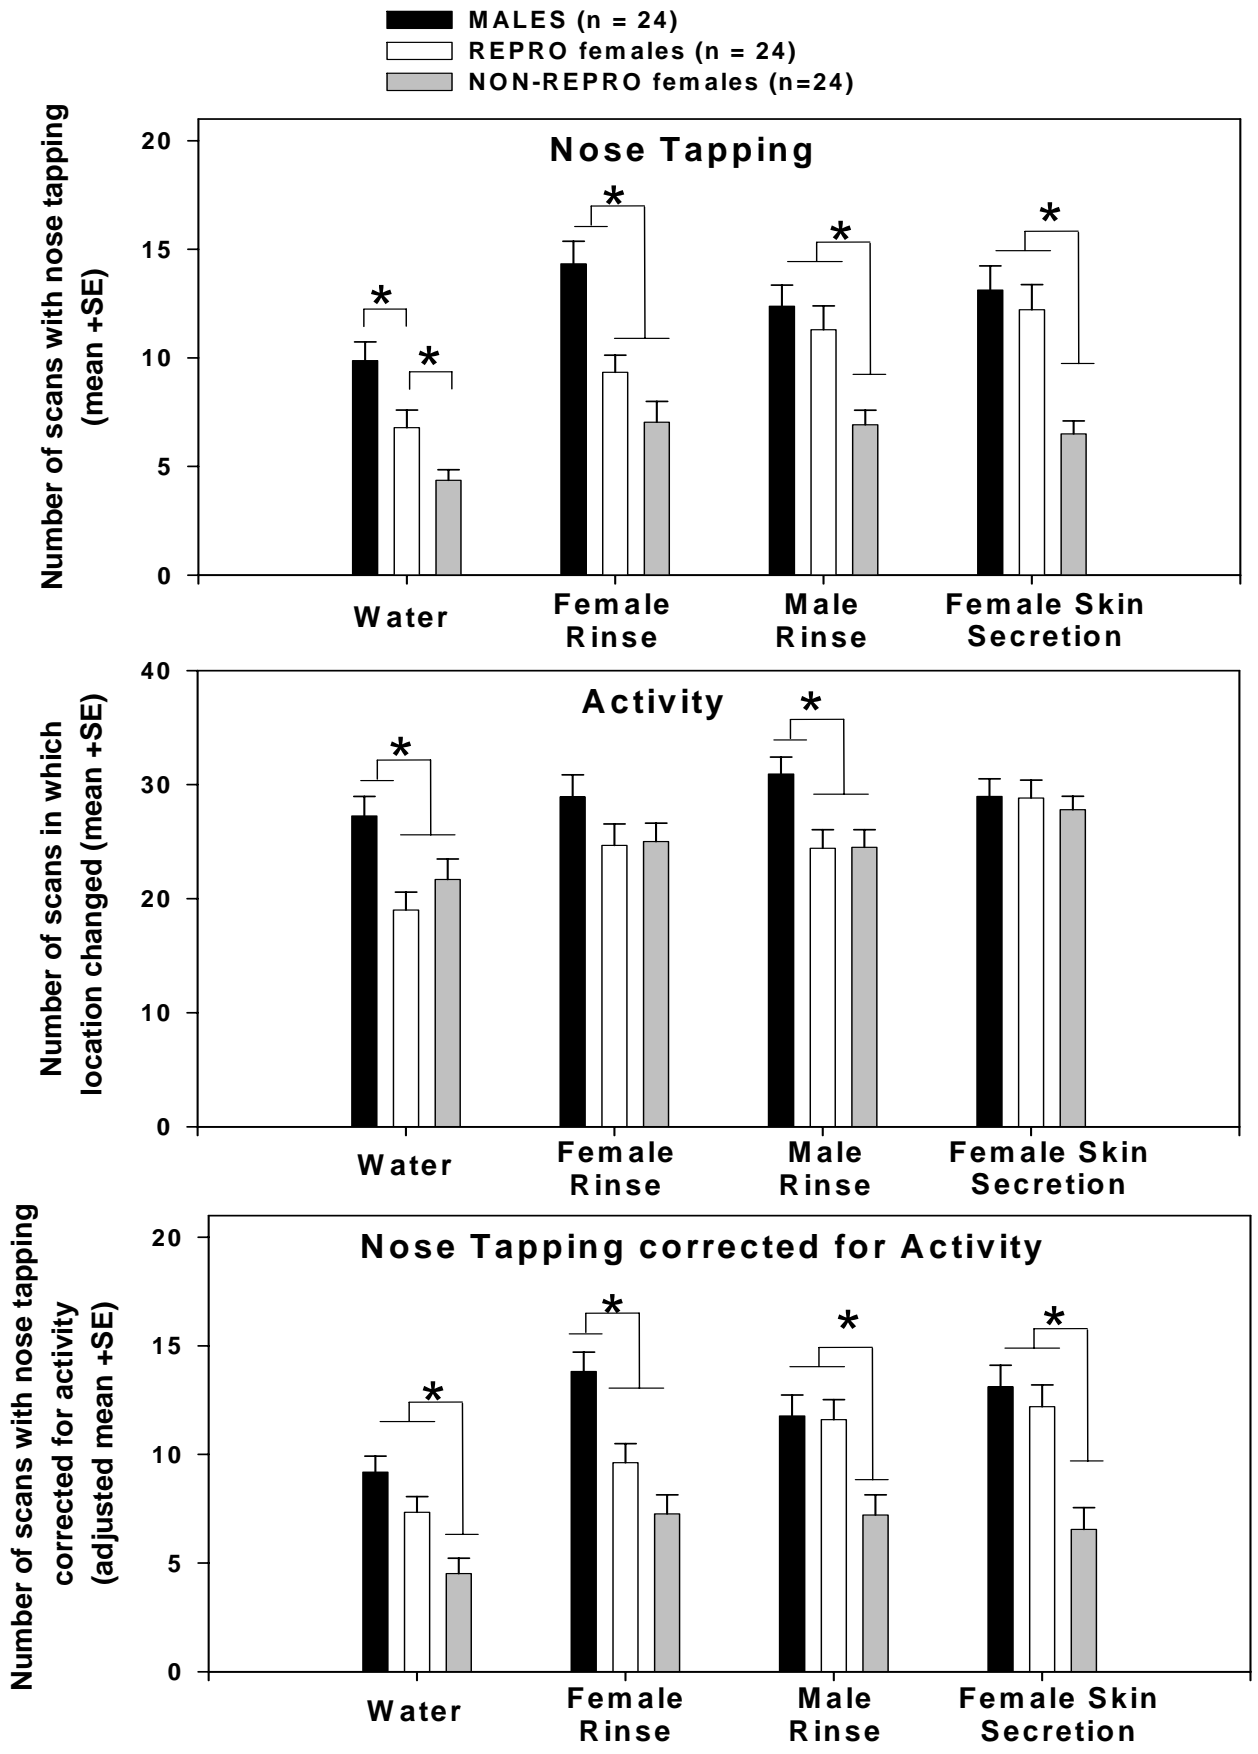 MALES (n = 24)
REPRO females (n = 24)
NON-REPRO females (n=24)
Number of scans with nose tapping
(mean +SE)
Nose Tapping
20
15
10
5
0
*
*
*
*
*
Water
Female
Rinse
Male
Rinse
Female Skin
Secretion
Number of scans in which
location changed (mean +SE)
Activity
40
30
20
10
0
*
*
Water
Female
Rinse
Male
Rinse
Female Skin
Secretion
Number of scans with nose tapping
corrected for activity
(adjusted mean +SE)
Nose Tapping corrected for Activity
20
15
10
5
0
*
*
*
*
Water
Female
Rinse
Male
Rinse
Female Skin
Secretion